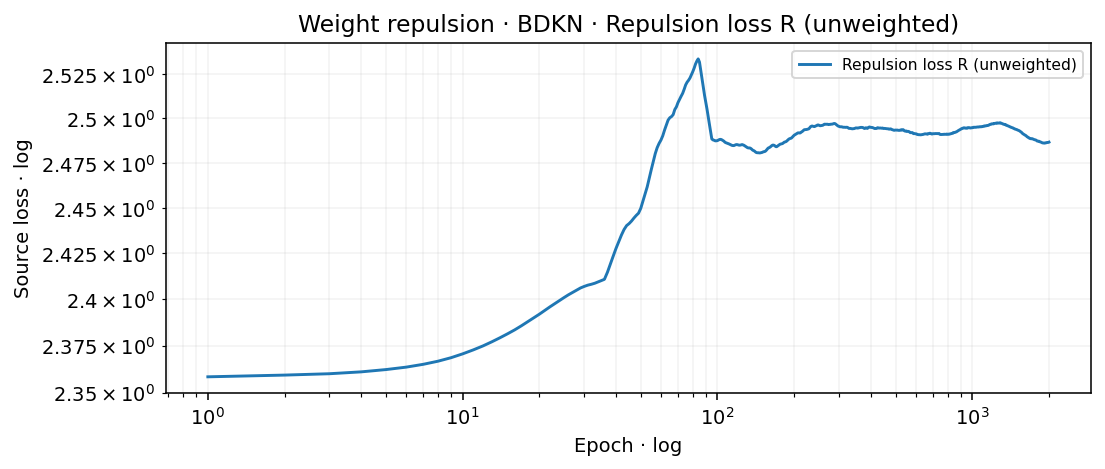 Weight repulsion · BDKN · Repulsion loss R (unweighted)
Repulsion loss R (unweighted)
Source loss · log
2.525 × 10⁰
2.5 × 10⁰
2.475 × 10⁰
2.45 × 10⁰
2.425 × 10⁰
2.4 × 10⁰
2.375 × 10⁰
2.35 × 10⁰
10⁰ 10¹ 10² 10³
Epoch · log